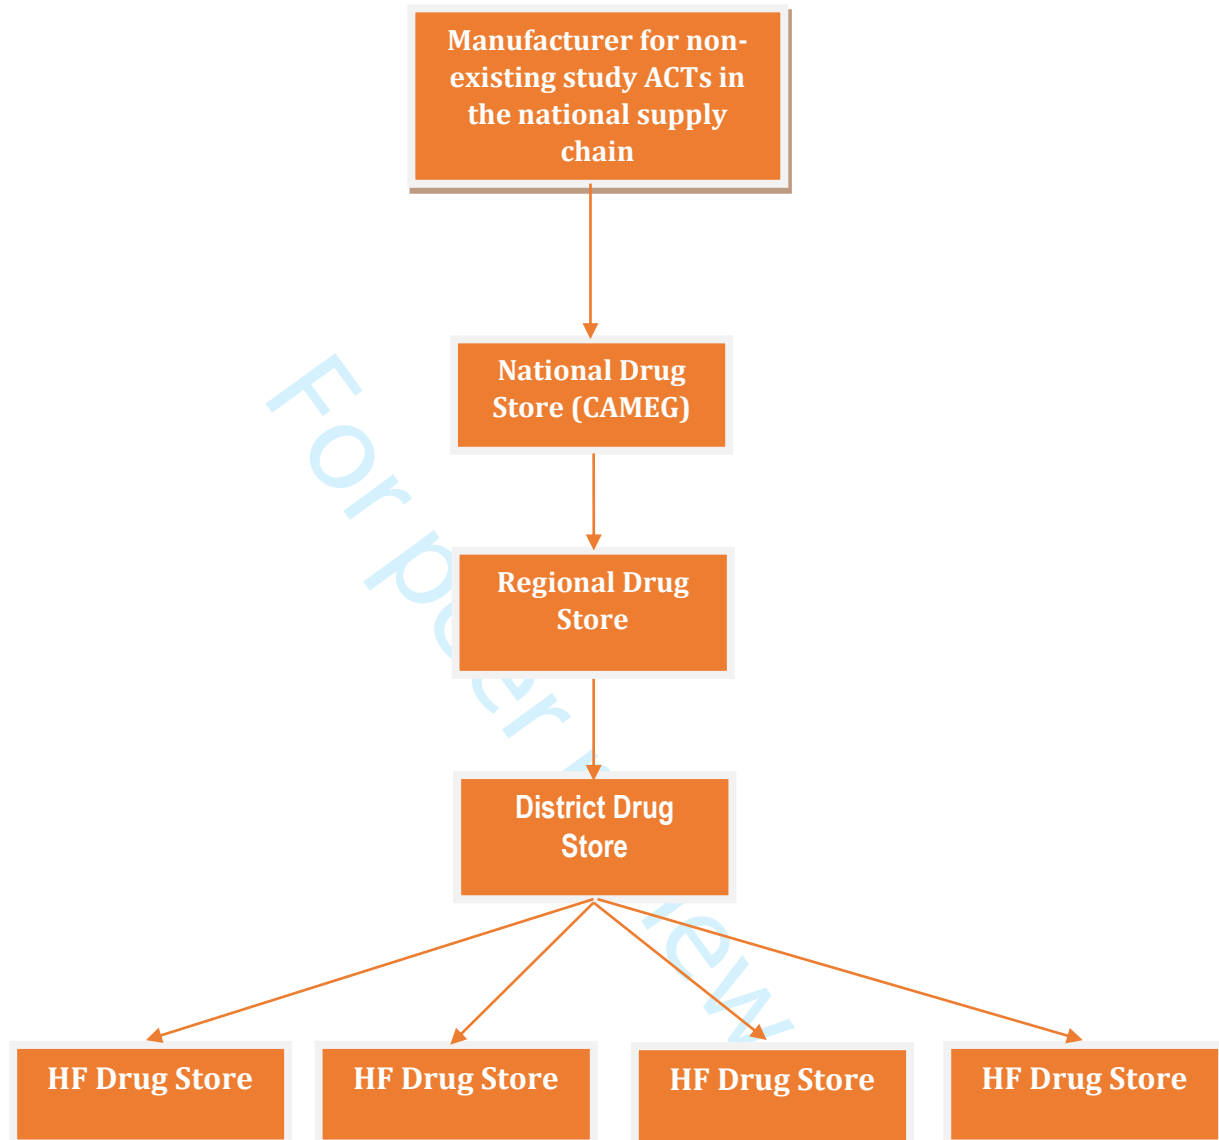 Manufacturer for non-
existing study ACTs in
the national supply
chain
National Drug
Store (CAMEG)
Regional Drug
Store
District Drug
Store
HF Drug Store
HF Drug Store
HF Drug Store
HF Drug Store
For peer review